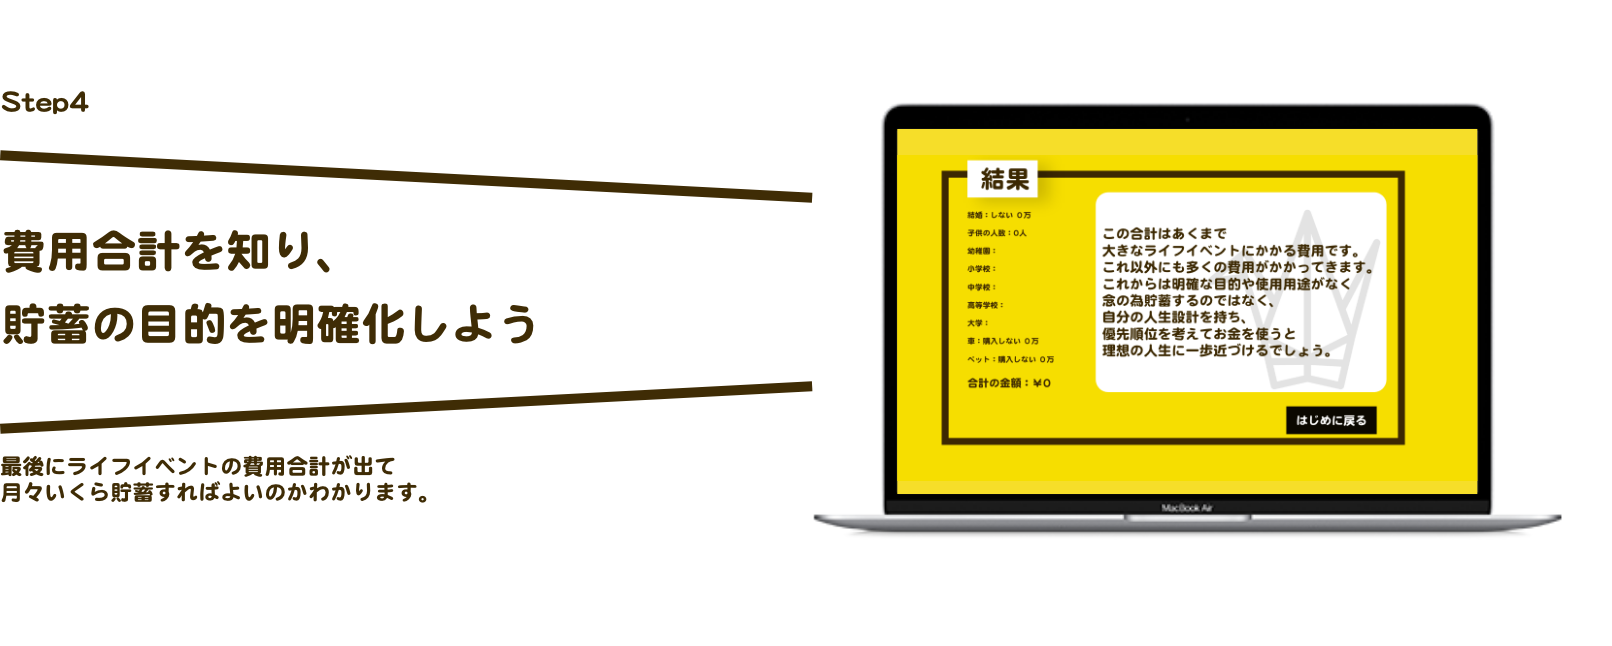 Step4
費用合計を知り、
貯蓄の目的を明確化しよう
最後にライフイベントの費用合計が出て
月々いくら貯蓄すればよいのかわかります。
結果
結婚：しない 0万
子供の人数：0人
幼稚園：
小学校：
中学校：
高等学校：
大学：
車：購入しない 0万
ペット：購入しない 0万
合計の金額：￥0
この合計はあくまで
大きなライフイベントにかかる費用です。
これ以外にも多くの費用がかかってきます。
これからは明確な目的や使用用途がなく
念の為貯蓄するのではなく、
自分の人生設計を持ち、
優先順位を考えてお金を使うと
理想の人生に一歩近づけるでしょう。
はじめに戻る
MacBook Air